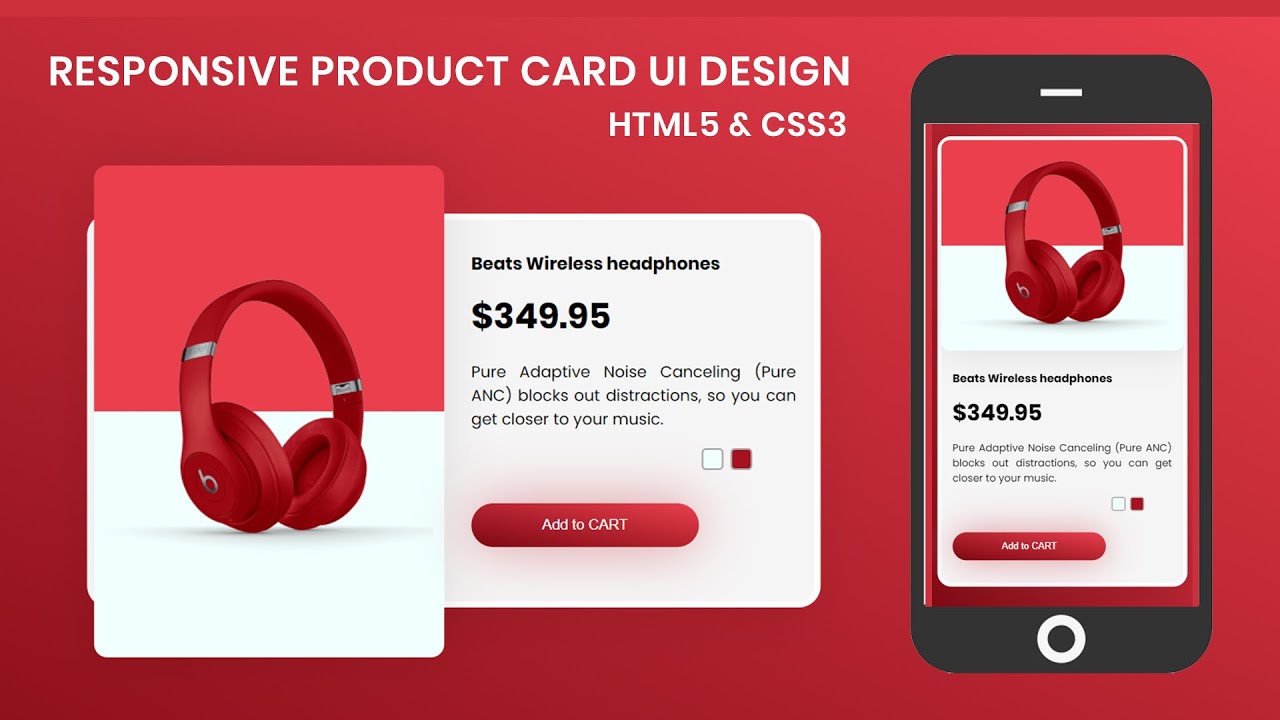 RESPONSIVE PRODUCT CARD UI DESIGN
HTML5 & CSS3
Beats Wireless headphones
$349.95
Pure Adaptive Noise Canceling (Pure
ANC) blocks out distractions, so you can
get closer to your music.
Add to CART
Beats Wireless headphones
$349.95
Pure Adaptive Noise Canceling (Pure ANC)
blocks out distractions, so you can get
closer to your music.
Add to CART